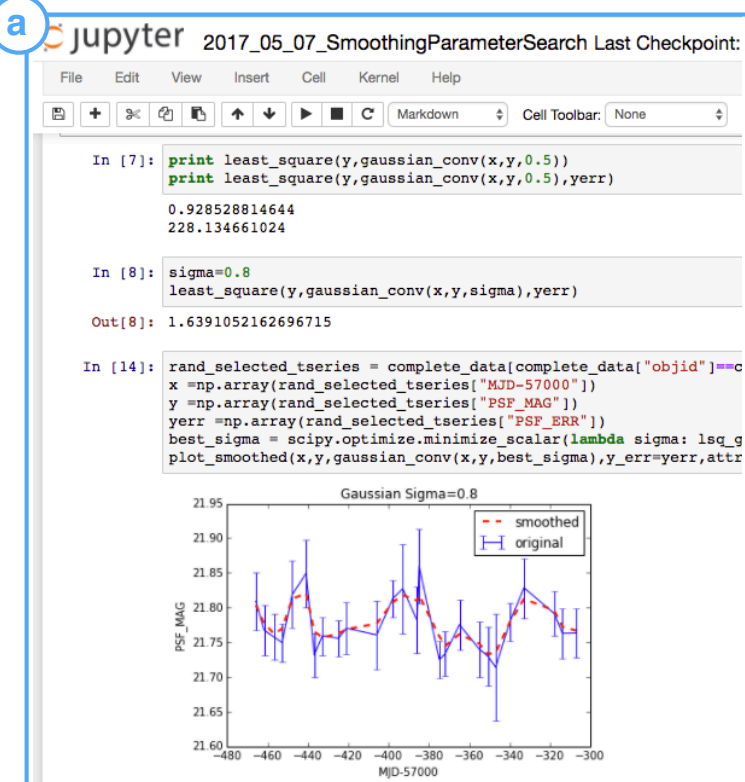 a
jupyter 2017_05_07_SmoothingParameterSearch Last Checkpoint:
File Edit View Insert Cell Kernel Help
Markdown Cell Toolbar: None
In [7]: print least_square(y,gaussian_conv(x,y,0.5))
print least_square(y,gaussian_conv(x,y,0.5),yerr)
0.928528814644
228.134661024
In [8]: sigma=0.8
least_square(y,gaussian_conv(x,y,sigma),yerr)
Out[8]: 1.6391052162696715
In [14]: rand_selected_tseries = complete_data[complete_data["objid"]==c
x =np.array(rand_selected_tseries["MJD-57000"])
y =np.array(rand_selected_tseries["PSF_MAG"])
yerr =np.array(rand_selected_tseries["PSF_ERR"])
best_sigma = scipy.optimize.minimize_scalar(lambda sigma: lsq_g
plot_smoothed(x,y,gaussian_conv(x,y,best_sigma),y_err=yerr,attr
Gaussian Sigma=0.8
21.95
smoothed
original
21.90
21.85
21.80
PSF_MAG
21.75
21.70
21.65
21.60
−480 −460 −440 −420 −400 −380 −360 −340 −320 −300
MJD-57000